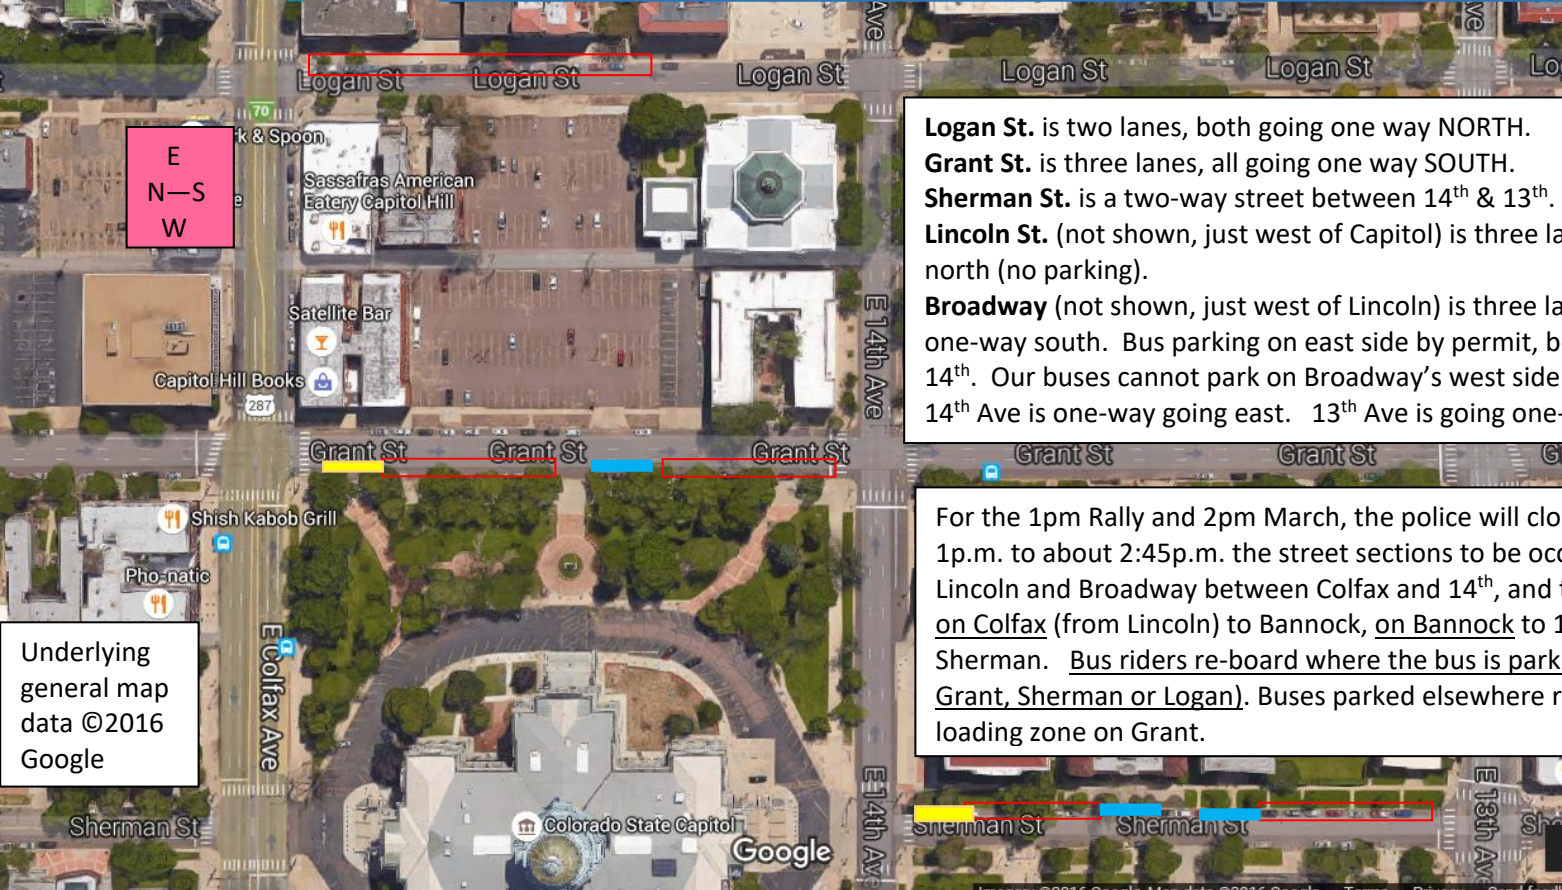 Logan St
Logan St
Logan St
Logan St
Logan St
Ave
70
k & Spoon
E
N—S
W
Sassafras American
Eatery Capitol Hill
Logan St. is two lanes, both going one way NORTH.
Grant St. is three lanes, all going one way SOUTH.
Sherman St. is a two-way street between 14th & 13th.
Lincoln St. (not shown, just west of Capitol) is three la
north (no parking).
Broadway (not shown, just west of Lincoln) is three la
one-way south. Bus parking on east side by permit, b
14th. Our buses cannot park on Broadway's west side
14th Ave is one-way going east. 13th Ave is going one-
Satellite Bar
Capitol Hill Books
287
E 14th Ave
Grant St
Grant St
Grant St
Grant St
Grant St
Shish Kabob Grill
Pho-natic
For the 1pm Rally and 2pm March, the police will clo
1p.m. to about 2:45p.m. the street sections to be oc
Lincoln and Broadway between Colfax and 14th, and t
on Colfax (from Lincoln) to Bannock, on Bannock to 1
Sherman. Bus riders re-board where the bus is park
Grant, Sherman or Logan). Buses parked elsewhere r
loading zone on Grant.
Underlying
general map
data ©2016
Google
E Colfax Ave
Sherman St
Colorado State Capitol
Google
E 14th Av
Sherman St
Sherman St
E 13th Av